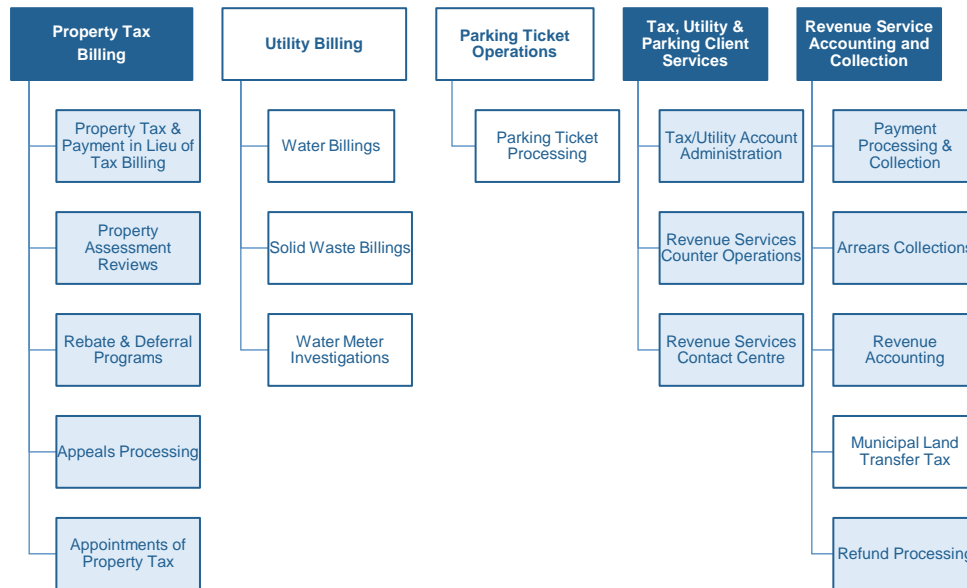 Property Tax
Billing
Property Tax &
Payment in Lieu of
Tax Billing
Property
Assessment
Reviews
Rebate & Deferral
Programs
Appeals Processing
Appointments of
Property Tax
Utility Billing
Water Billings
Solid Waste Billings
Water Meter
Investigations
Parking Ticket
Operations
Parking Ticket
Processing
Tax, Utility &
Parking Client
Services
Tax/Utility Account
Administration
Revenue Services
Counter Operations
Revenue Services
Contact Centre
Revenue Service
Accounting and
Collection
Payment
Processing &
Collection
Arrears Collections
Revenue
Accounting
Municipal Land
Transfer Tax
Refund Processing